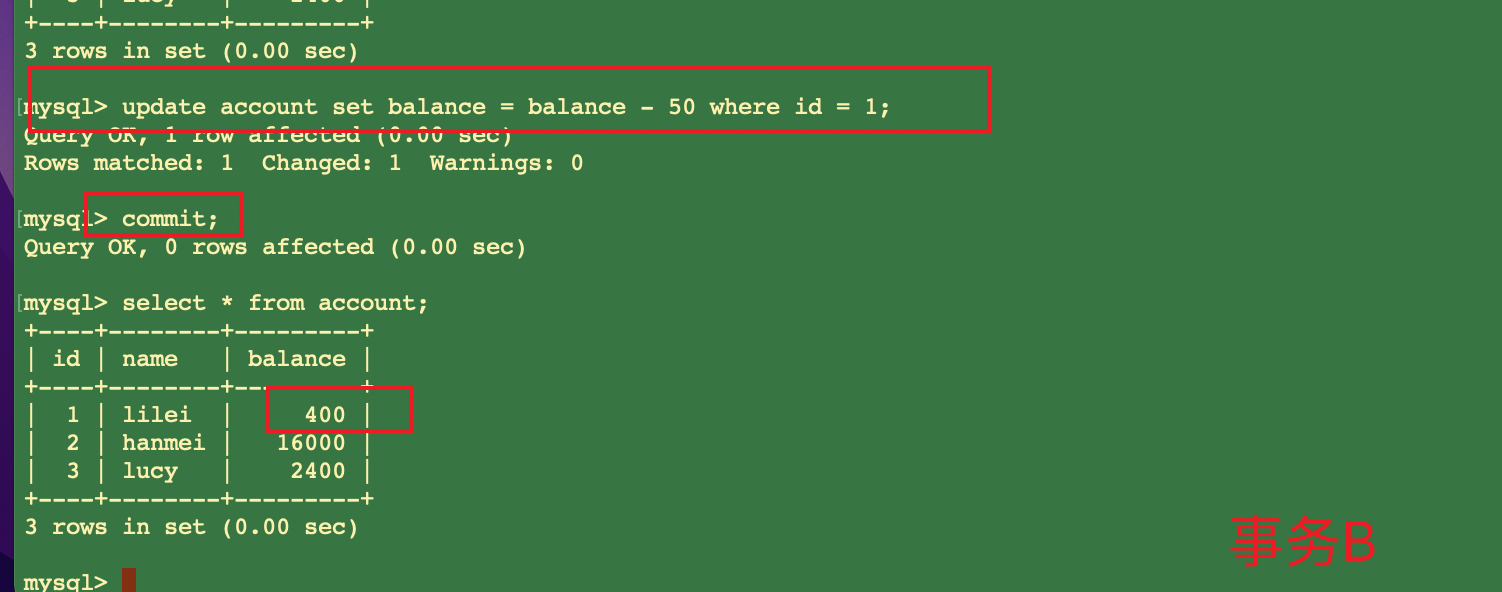 +----+--------+---------+
3 rows in set (0.00 sec)
mysql> update account set balance = balance - 50 where id = 1;
Query OK, 1 row affected (0.00 sec)
Rows matched: 1  Changed: 1  Warnings: 0
mysql> commit;
Query OK, 0 rows affected (0.00 sec)
mysql> select * from account;
+----+--------+---------+
| id | name   | balance |
+----+--------+---------+
|  1 | lilei  |     400 |
|  2 | hanmei |   16000 |
|  3 | lucy   |    2400 |
+----+--------+---------+
3 rows in set (0.00 sec)
事务B
mysql>